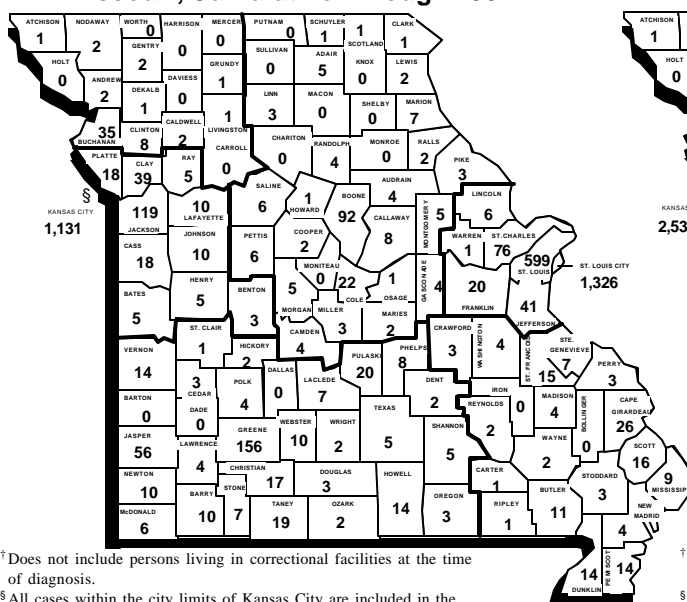 ATCHISON
1
NODAWAY
2
WORTH
0
HARRISON
0
MERCER
0
PUTNAM
0
SCHUYLER
1
SCOTLAND
1
CLARK
1
HOLT
0
ANDREW
2
GENTRY
2
DEKALB
1
DAVIESS
0
GRUNDY
1
SULLIVAN
0
ADAIR
5
KNOX
0
LEWIS
2
LINN
3
MACON
0
SHELBY
0
MARION
7
35
BUCHANAN
CLINTON
8
CALDWELL
2
LIVINGSTON
1
CHARITON
0
RANDOLPH
4
MONROE
0
RALLS
2
PLATTE
18
CLAY
39
RAY
5
CARROLL
0
PIKE
3
§
KANSAS CITY
1,131
119
JACKSON
10
LAFAYETTE
SALINE
6
1
HOWARD
BOONE
92
AUDRAIN
4
CALLAWAY
8
MONTGOMERY
5
LINCOLN
6
WARREN
1
ST.CHARLES
76
599
ST. LOUIS
ST. LOUIS CITY
1,326
CASS
18
JOHNSON
10
PETTIS
6
COOPER
2
MONITEAU
0
22
COLE
1
OSAGE
GASCONADE
4
20
FRANKLIN
41
JEFFERSON
BATES
5
HENRY
5
BENTON
3
5
MORGAN
MILLER
3
MARIES
2
CAMDEN
4
VERNON
14
ST. CLAIR
1
HICKORY
2
DALLAS
0
LACLEDE
7
PULASKI
20
PHELPS
8
CRAWFORD
3
WASHINGTON
4
ST. FRANCIS
15
STE.
GENEVIEVE
7
PERRY
3
3
CEDAR
POLK
4
DENT
2
IRON
0
REYNOLDS
2
MADISON
4
BOLLINGER
0
CAPE
GIRARDEAU
26
BARTON
0
DADE
0
GREENE
156
WEBSTER
10
WRIGHT
2
TEXAS
5
SHANNON
5
WAYNE
2
SCOTT
16
JASPER
56
LAWRENCE
4
CHRISTIAN
17
DOUGLAS
3
HOWELL
14
CARTER
1
BUTLER
11
STODDARD
3
9
MISSISSIP
NEWTON
10
BARRY
10
STONE
7
TANEY
19
OZARK
2
OREGON
3
RIPLEY
1
NEW
MADRID
4
McDONALD
6
14
DUNKLIN
PEMISCOT
14
ATCHISON
1
HOLT
0
KANSAS CITY
2,53
† Does not include persons living in correctional facilities at the time
of diagnosis.
§ All cases within the city limits of Kansas City are included in the
†
§